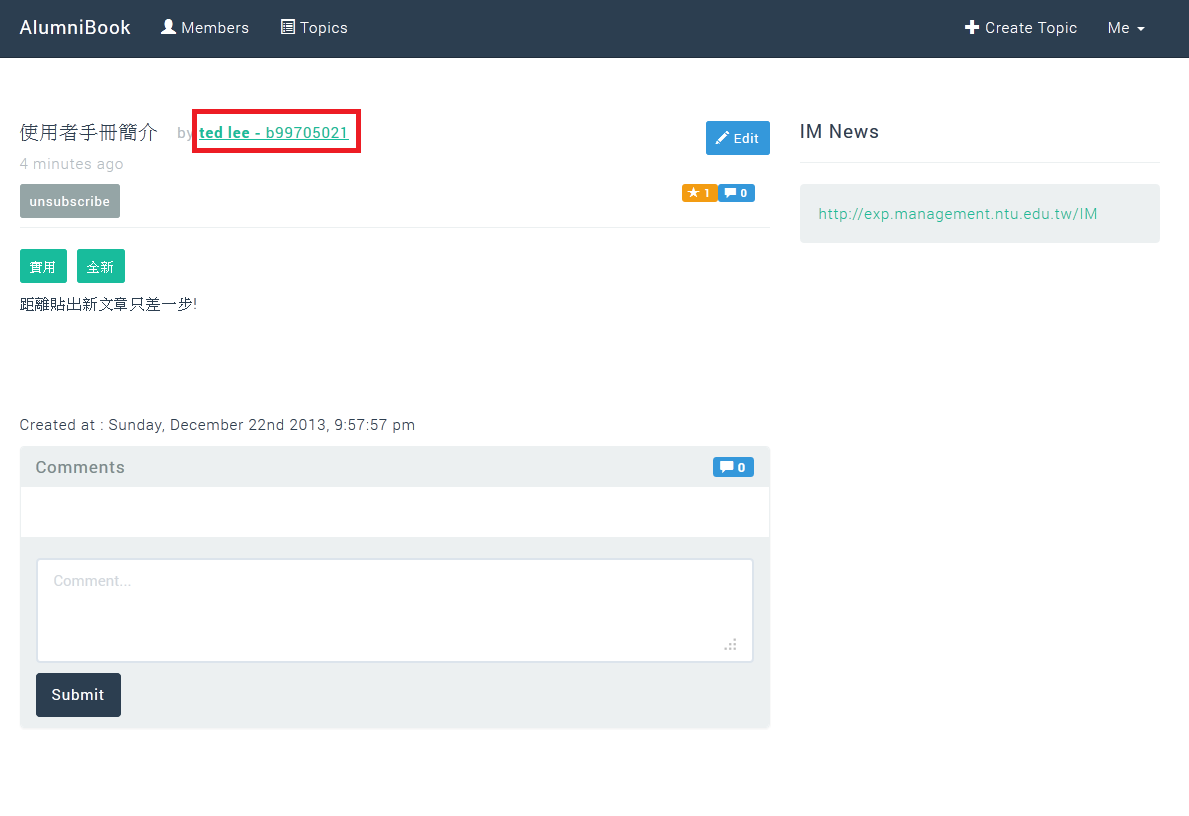 AlumniBook Members Topics Create Topic Me
使用者手冊簡介 by ted lee - b99705021
Edit
4 minutes ago
unsubscribe
1 0
實用 全新
距離貼出新文章只差一步!
Created at : Sunday, December 22nd 2013, 9:57:57 pm
Comments 0
Comment...
Submit
IM News
http://exp.management.ntu.edu.tw/IM